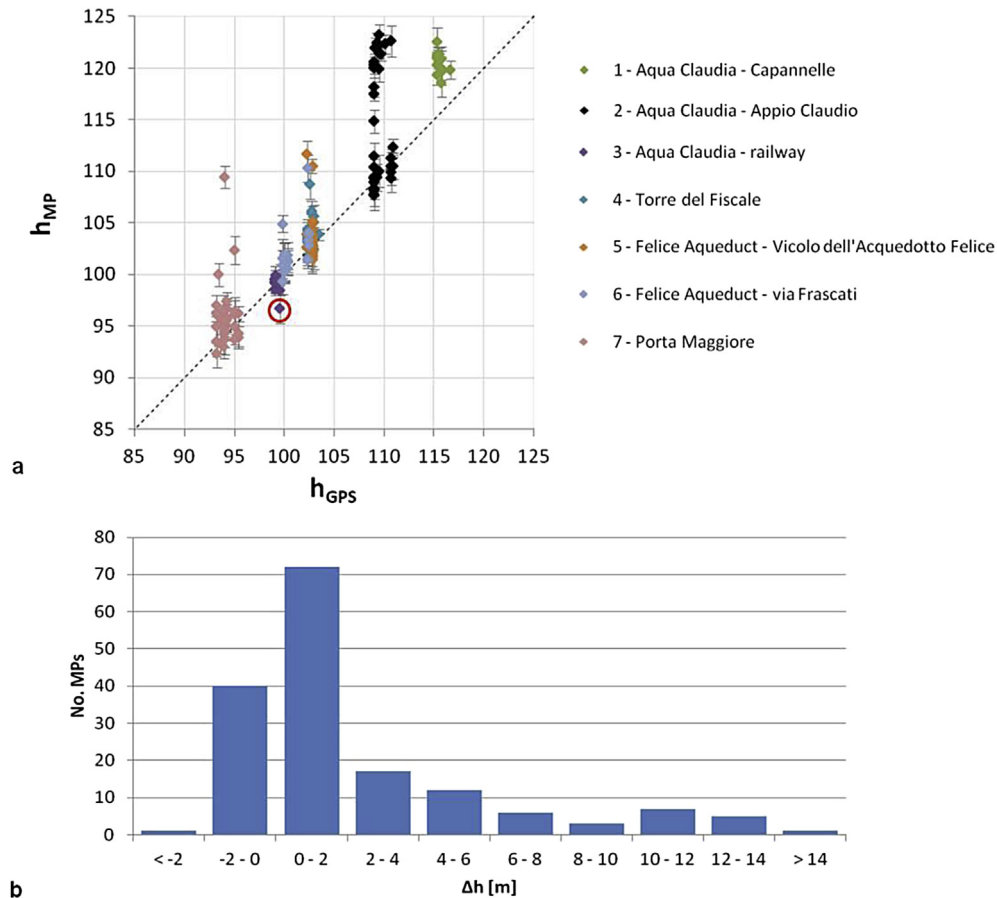 125
120
115
110
105
100
95
90
85
h_MP
85 90 95 100 105 110 115 120 125
h_GPS
a
1 - Aqua Claudia - Capannelle
2 - Aqua Claudia - Appio Claudio
3 - Aqua Claudia - railway
4 - Torre del Fiscale
5 - Felice Aqueduct - Vicolo dell'Acquedotto Felice
6 - Felice Aqueduct - via Frascati
7 - Porta Maggiore
80
70
60
50
40
30
20
10
0
No. MPs
< -2 -2 - 0 0 - 2 2 - 4 4 - 6 6 - 8 8 - 10 10 - 12 12 - 14 > 14
Δh [m]
b